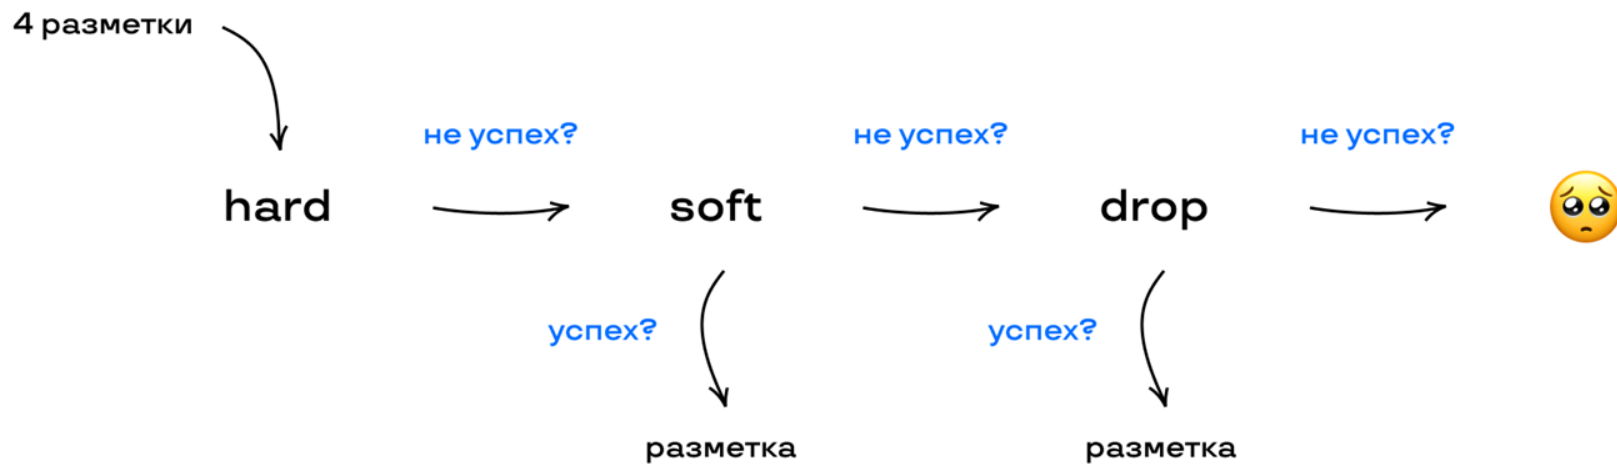 4 разметки
не успех?
не успех?
не успех?
hard
soft
drop
успех?
успех?
разметка
разметка